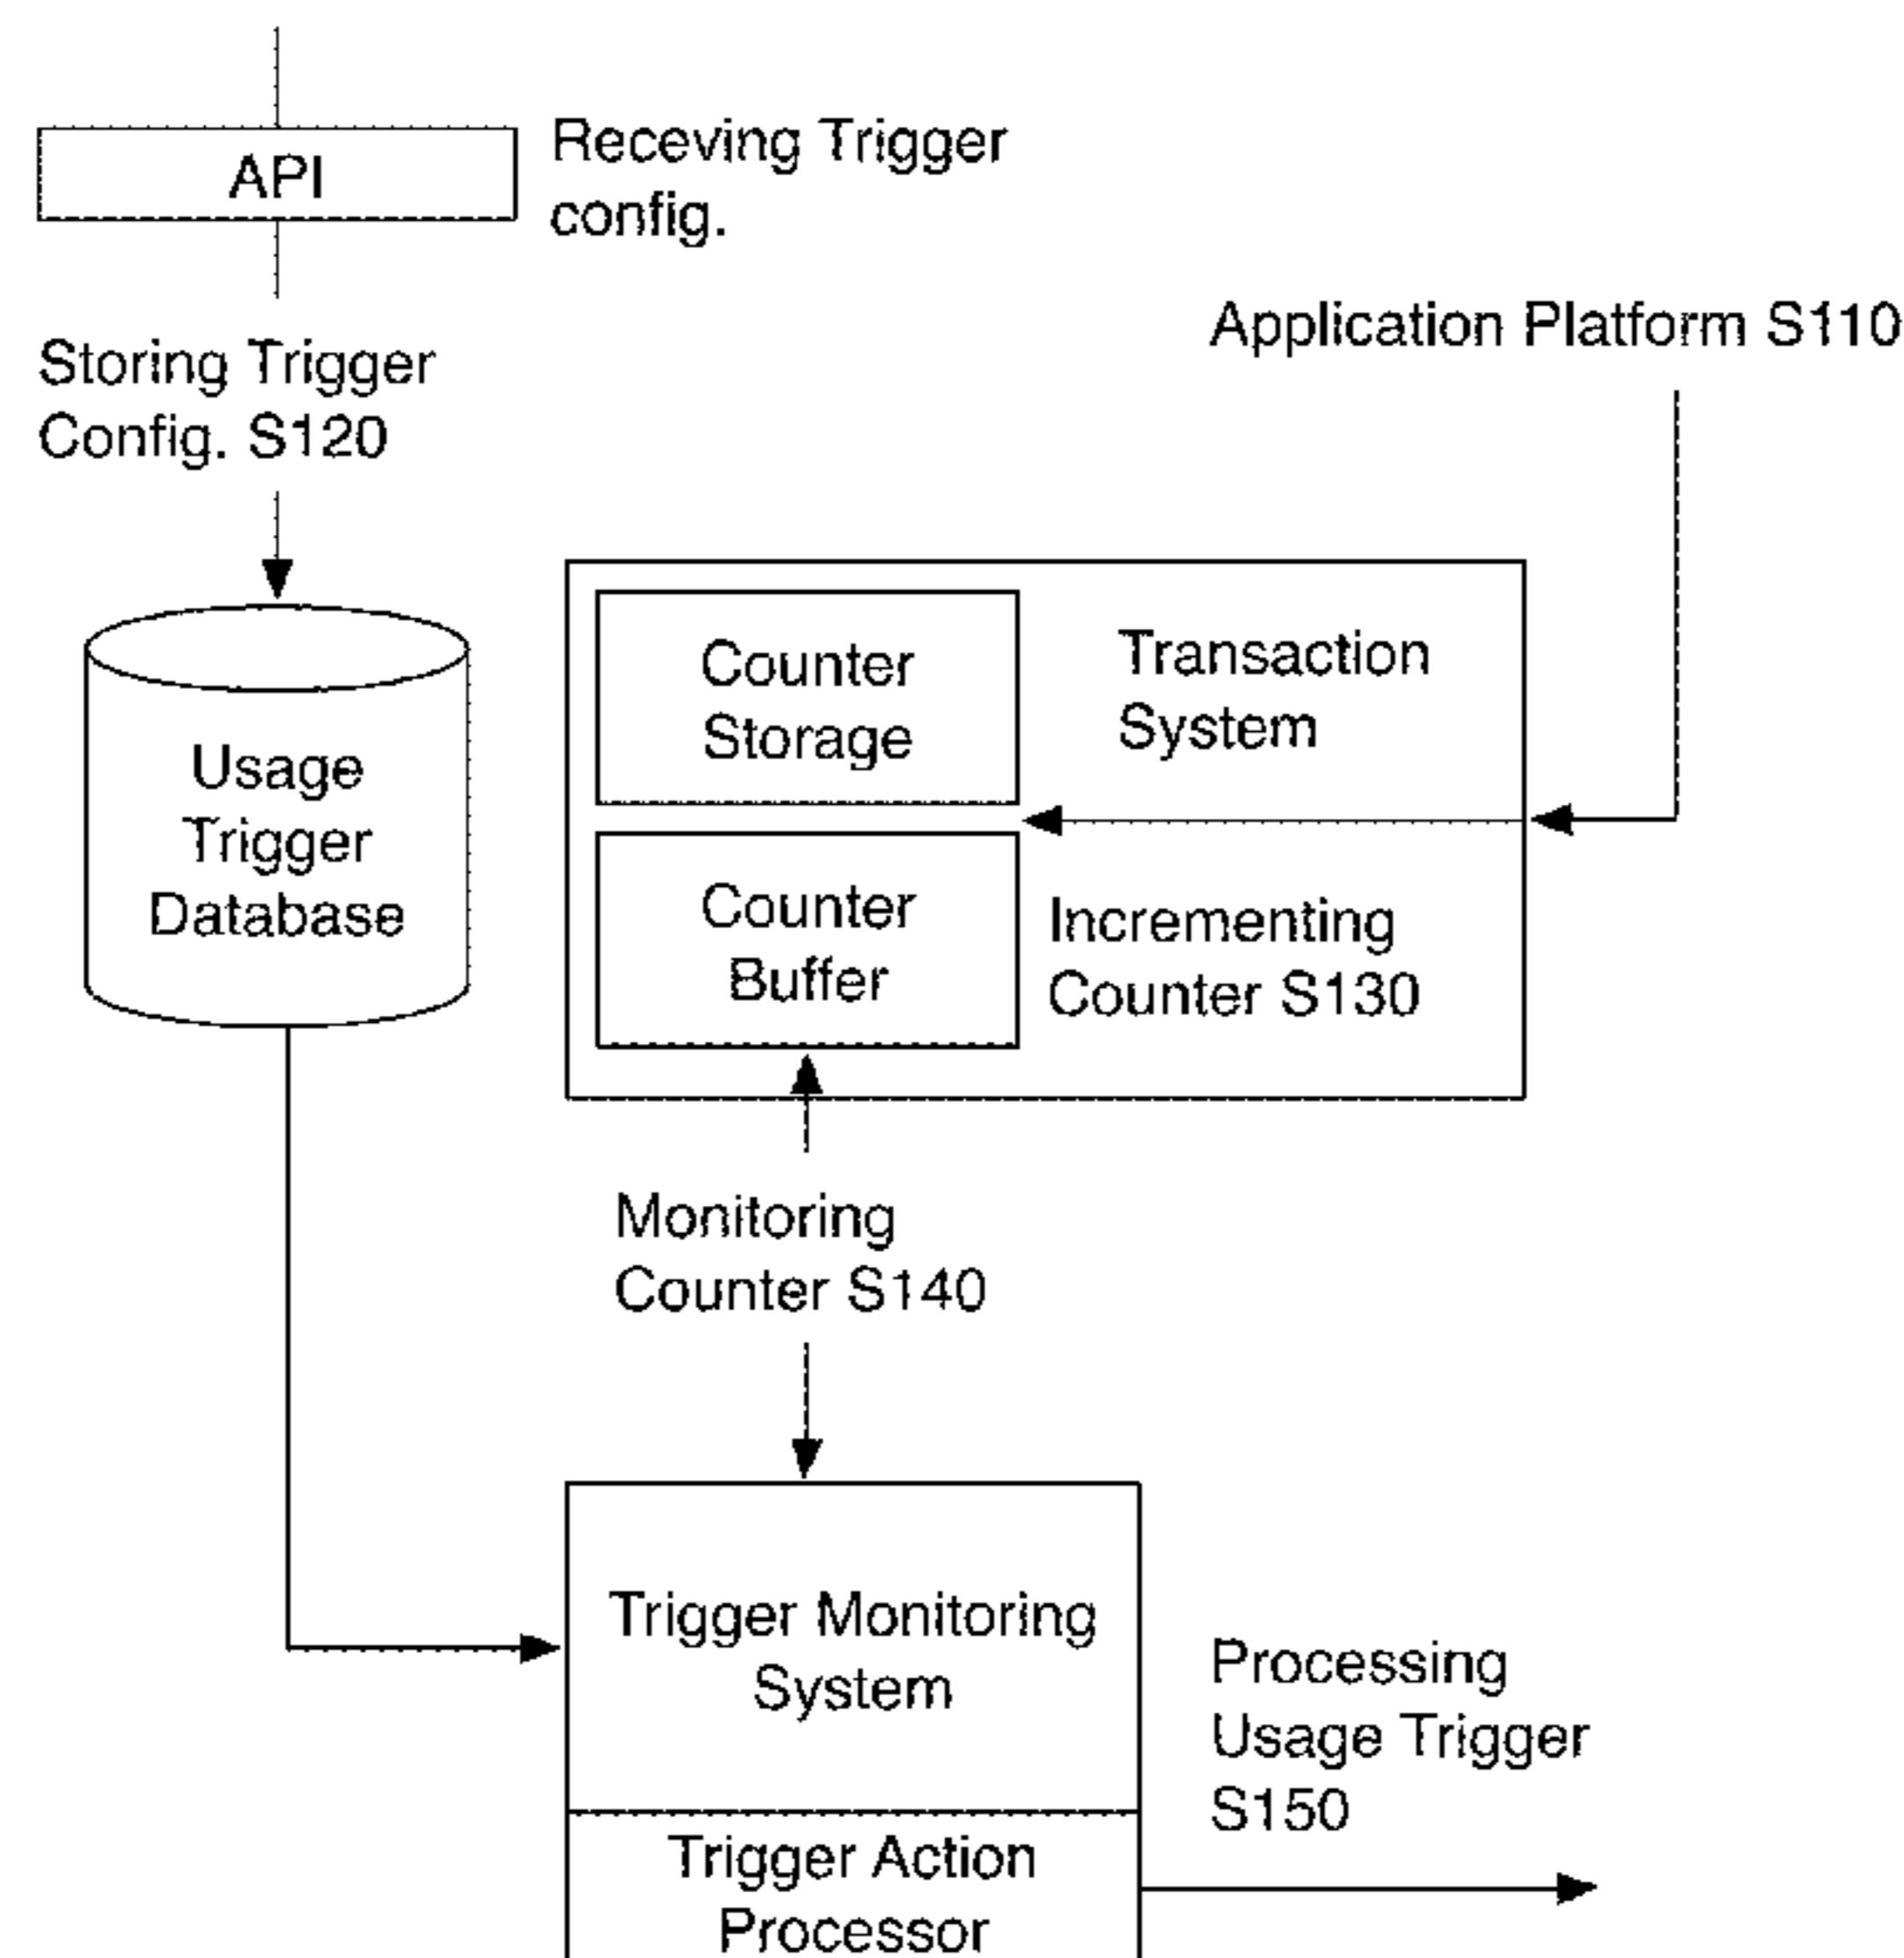 API
Receving Trigger
config.
Storing Trigger
Config. S120
Application Platform S110
Usage
Trigger
Database
Counter
Storage
Transaction
System
Counter
Buffer
Incrementing
Counter S130
Monitoring
Counter S140
Trigger Monitoring
System
Trigger Action
Processor
Processing
Usage Trigger
S150